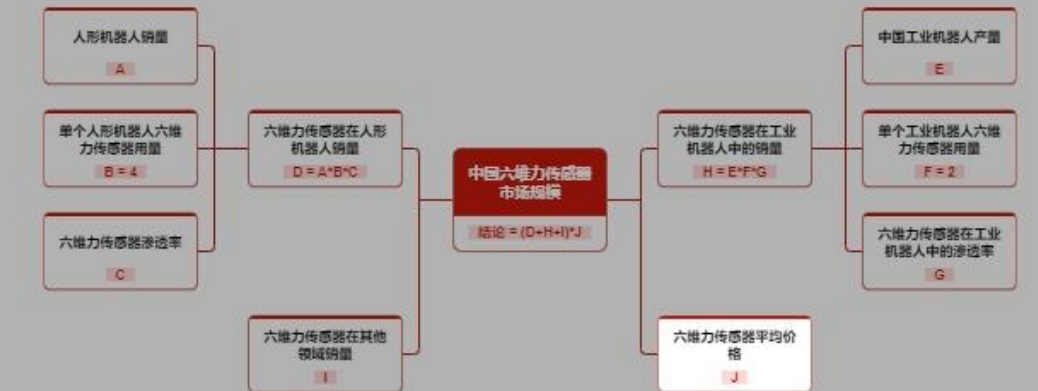 人形机器人销量
A
单个人形机器人六维
力传感器用量
B = 4
六维力传感器渗透率
C
六维力传感器在人形
机器人销量
D = A*B*C
六维力传感器在其他
领域销量
I
中国六维力传感器
市场规模
结论 = (D+H+I)*J
六维力传感器在工业
机器人中的销量
H = E*F*G
六维力传感器平均价
格
J
中国工业机器人产量
E
单个工业机器人六维
力传感器用量
F = 2
六维力传感器在工业
机器人中的渗透率
G